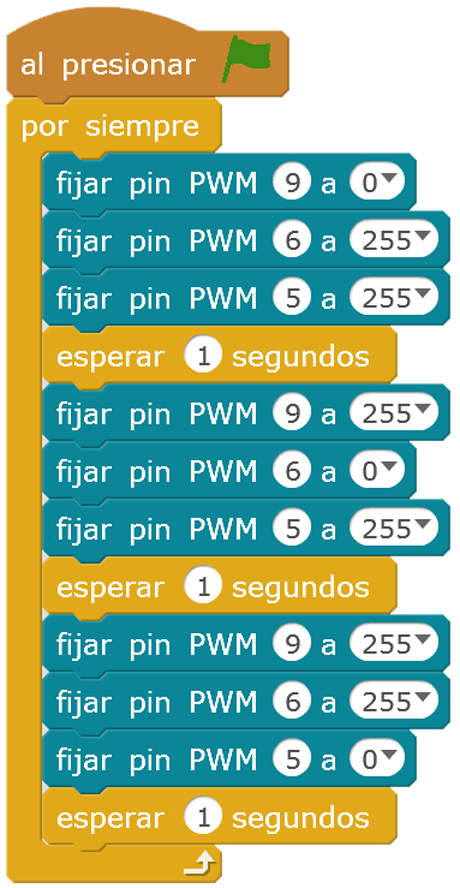 al presionar
por siempre
fijar pin PWM 9 a 0
fijar pin PWM 6 a 255
fijar pin PWM 5 a 255
esperar 1 segundos
fijar pin PWM 9 a 255
fijar pin PWM 6 a 0
fijar pin PWM 5 a 255
esperar 1 segundos
fijar pin PWM 9 a 255
fijar pin PWM 6 a 255
fijar pin PWM 5 a 0
esperar 1 segundos